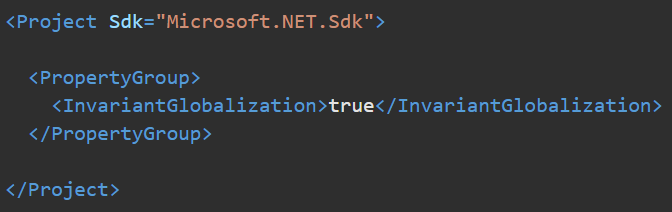 <Project Sdk="Microsoft.NET.Sdk">
<PropertyGroup>
<InvariantGlobalization>true</InvariantGlobalization>
</PropertyGroup>
</Project>